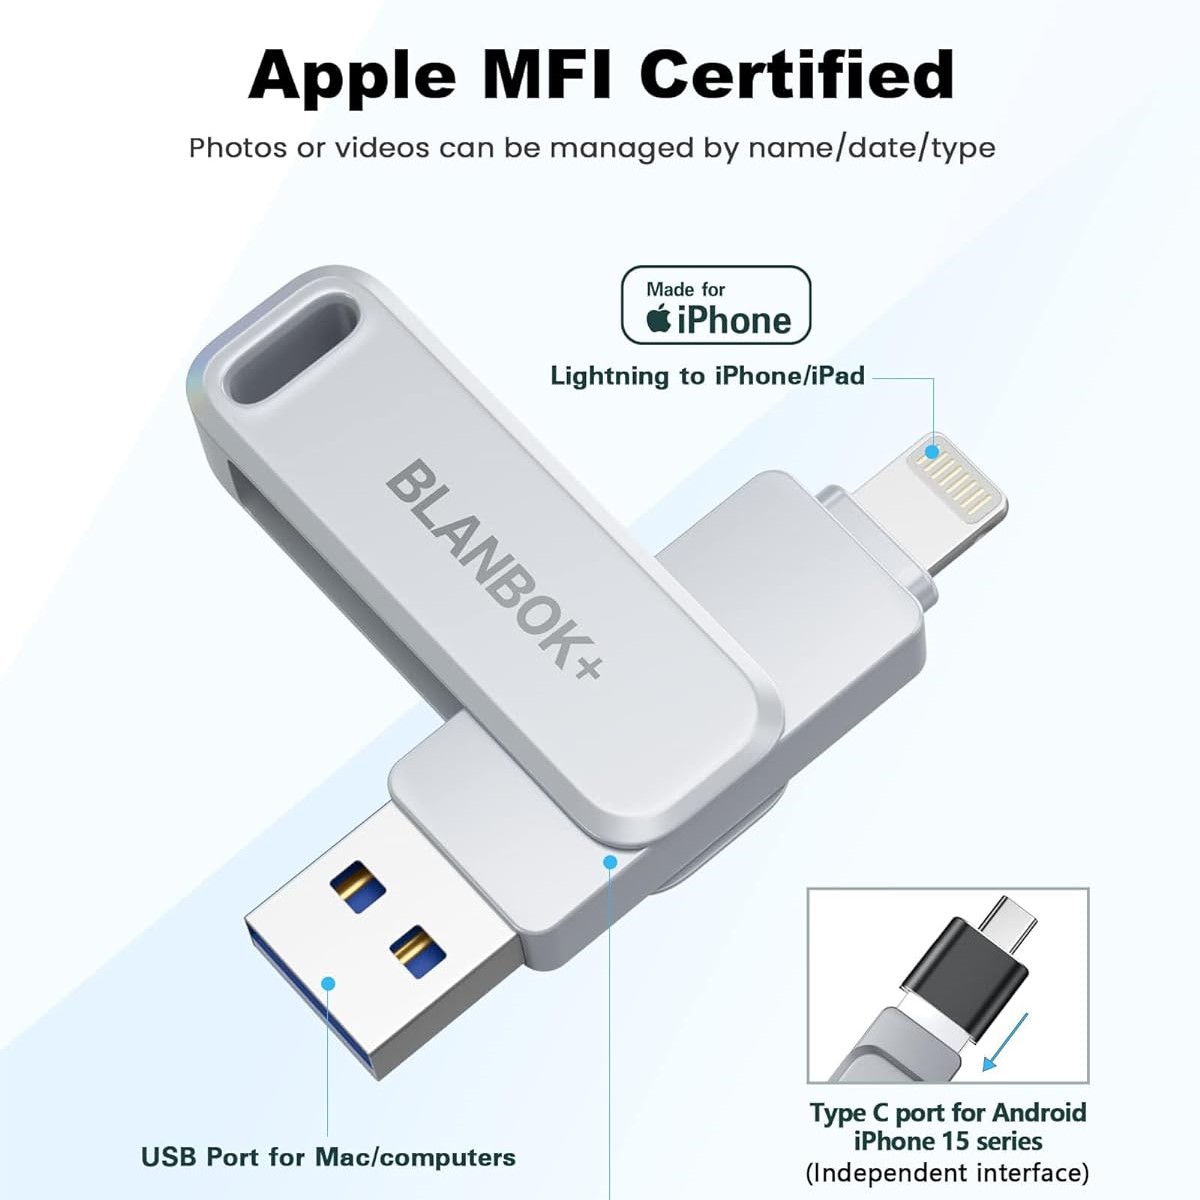 Apple MFI Certified
Photos or videos can be managed by name/date/type
Made for
iPhone
Lightning to iPhone/iPad
BLANBOK+
USB Port for Mac/computers
Type C port for Android
iPhone 15 series
(Independent interface)